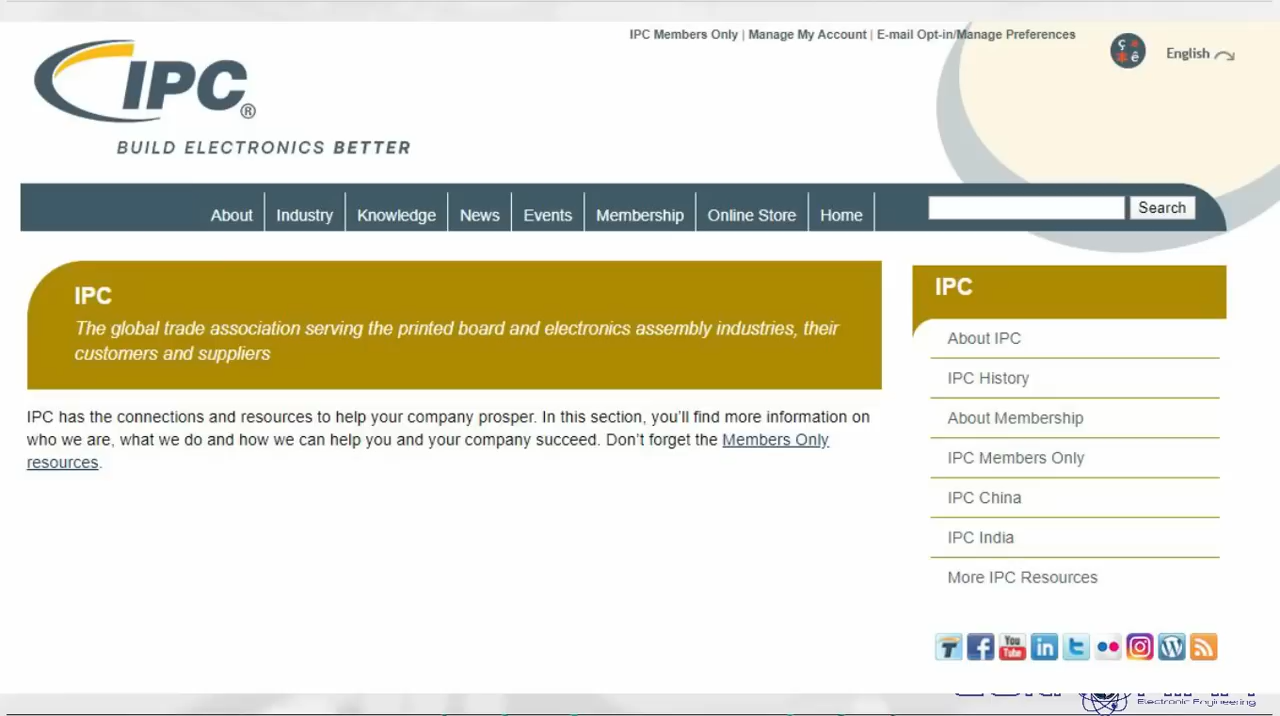 IPC Members Only | Manage My Account | E-mail Opt-in/Manage Preferences
English
IPC®
BUILD ELECTRONICS BETTER
About
Industry
Knowledge
News
Events
Membership
Online Store
Home
Search
IPC
The global trade association serving the printed board and electronics assembly industries, their
customers and suppliers
IPC has the connections and resources to help your company prosper. In this section, you'll find more information on
who we are, what we do and how we can help you and your company succeed. Don't forget the Members Only
resources.
IPC
About IPC
IPC History
About Membership
IPC Members Only
IPC China
IPC India
More IPC Resources
You
Tube
Electronic Engineering